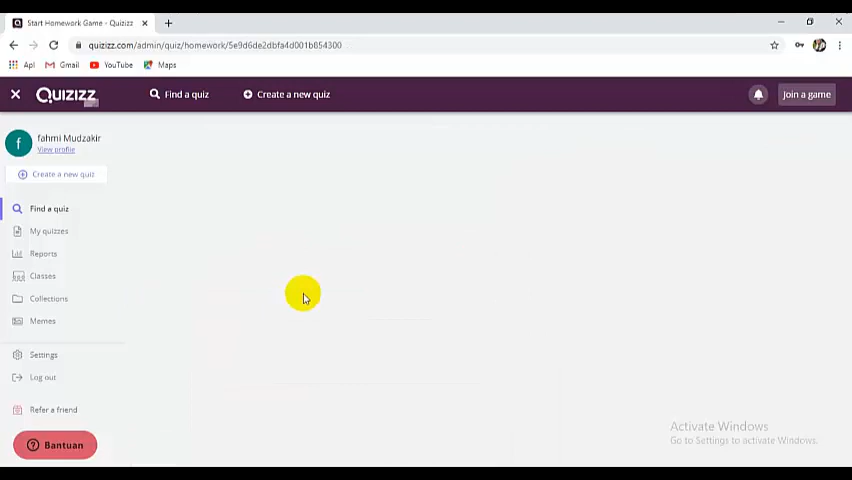 Start Homework Game - Quizizz
quizizz.com/admin/quiz/homework/5e9d6de2dbfa4d001b854300
Apl
Gmail
YouTube
Maps
Quizizz
Find a quiz
Create a new quiz
Join a game
f
fahmi Mudzakir
View profile
Create a new quiz
Find a quiz
My quizzes
Reports
Classes
Collections
Memes
Settings
Log out
Refer a friend
Bantuan
Activate Windows
Go to Settings to activate Windows.